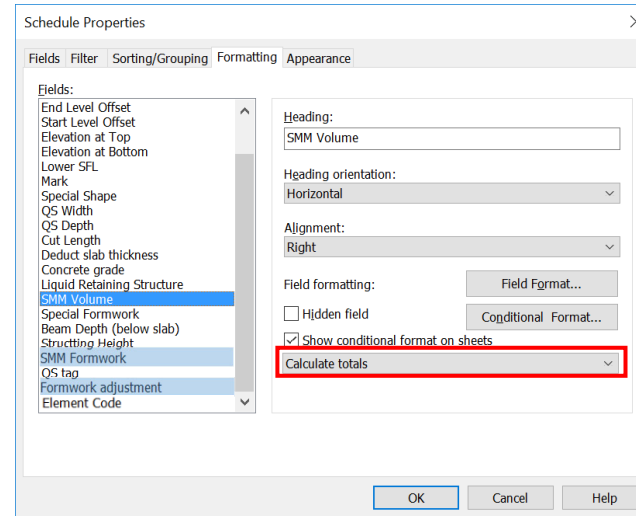 Schedule Properties
Fields Filter Sorting/Grouping Formatting Appearance
Fields:
End Level Offset
Start Level Offset
Elevation at Top
Elevation at Bottom
Lower SFL
Mark
Special Shape
QS Width
QS Depth
Cut Length
Deduct slab thickness
Concrete grade
Liquid Retaining Structure
SMM Volume
Special Formwork
Beam Depth (below slab)
Structting Height
SMM Formwork
QS tag
Formwork adjustment
Element Code
Heading:
SMM Volume
Heading orientation:
Horizontal
Alignment:
Right
Field formatting:
Field Format...
Hidden field
Conditional Format...
Show conditional format on sheets
Calculate totals
OK Cancel Help